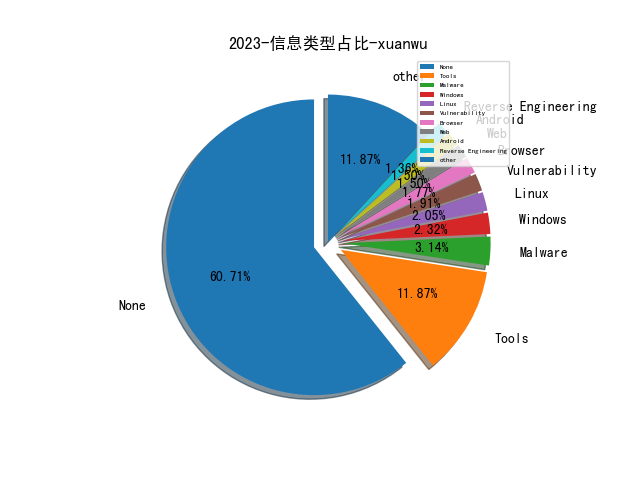 2023-信息类型占比-xuanwu
None
Tools
Malware
Windows
Linux
Vulnerability
Browser
Web
Android
Reverse Engineering
other
other
Reverse Engineering
Android
Web
Browser
Vulnerability
Linux
Windows
Malware
Tools
None
11.87%
1.36%
1.50%
1.50%
1.77%
1.91%
2.05%
2.32%
3.14%
11.87%
60.71%